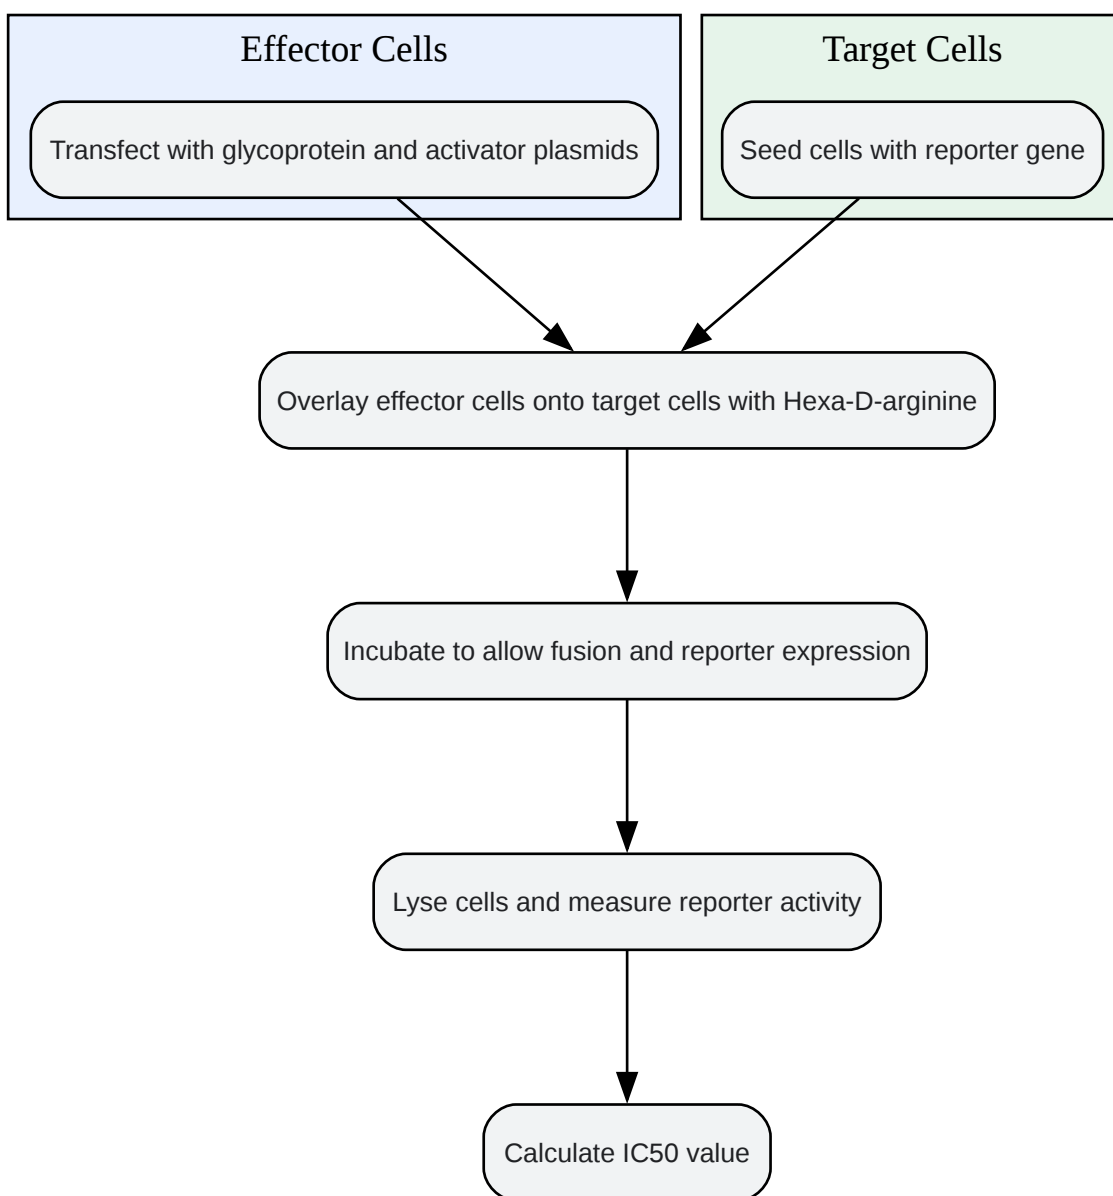 Effector Cells
Target Cells
Transfect with glycoprotein and activator plasmids
Seed cells with reporter gene
Overlay effector cells onto target cells with Hexa-D-arginine
Incubate to allow fusion and reporter expression
Lyse cells and measure reporter activity
Calculate IC50 value